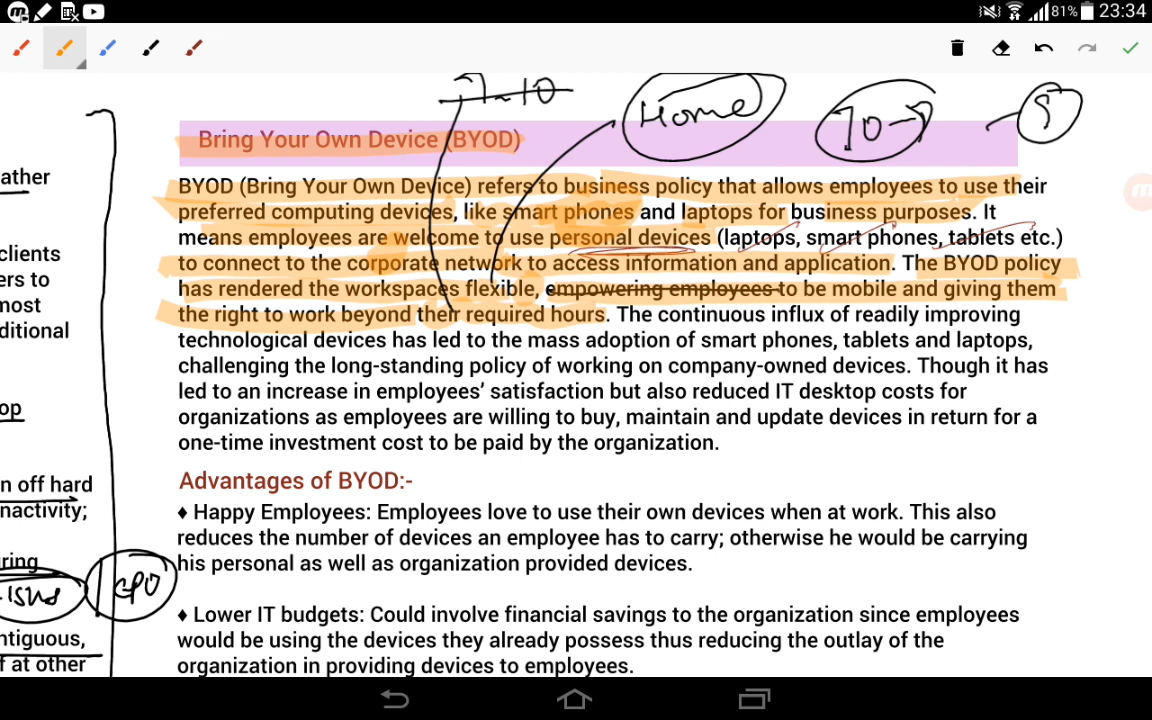 81% 23:34
7-10
Home
10-7
9
Bring Your Own Device (BYOD)
BYOD (Bring Your Own Device) refers to business policy that allows employees to use their
preferred computing devices, like smart phones and laptops for business purposes. It
means employees are welcome to use personal devices (laptops, smart phones, tablets etc.)
to connect to the corporate network to access information and application. The BYOD policy
has rendered the workspaces flexible, empowering employees to be mobile and giving them
the right to work beyond their required hours. The continuous influx of readily improving
technological devices has led to the mass adoption of smart phones, tablets and laptops,
challenging the long-standing policy of working on company-owned devices. Though it has
led to an increase in employees’ satisfaction but also reduced IT desktop costs for
organizations as employees are willing to buy, maintain and update devices in return for a
one-time investment cost to be paid by the organization.
Advantages of BYOD:-
♦ Happy Employees: Employees love to use their own devices when at work. This also
reduces the number of devices an employee has to carry; otherwise he would be carrying
his personal as well as organization provided devices.
♦ Lower IT budgets: Could involve financial savings to the organization since employees
would be using the devices they already possess thus reducing the outlay of the
organization in providing devices to employees.
ather
clients
ers to
most
ditional
op
n off hard
nactivity;
ring
ntiguous,
f at other